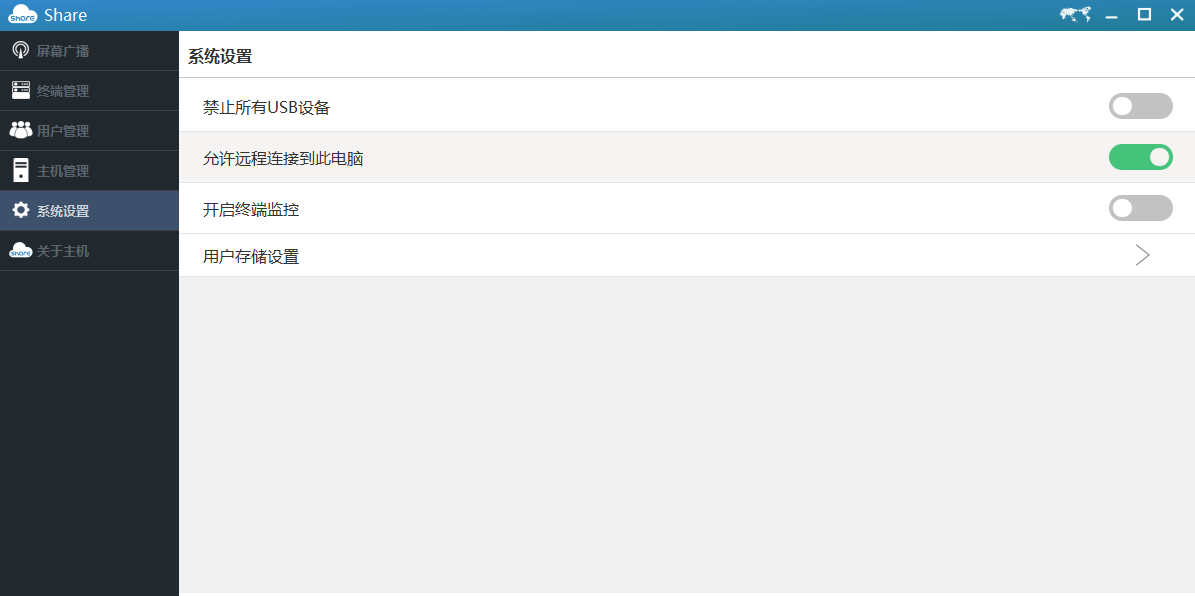 share Share
屏幕广播
终端管理
用户管理
主机管理
系统设置
share 关于主机
系统设置
禁止所有USB设备
允许远程连接到此电脑
开启终端监控
用户存储设置